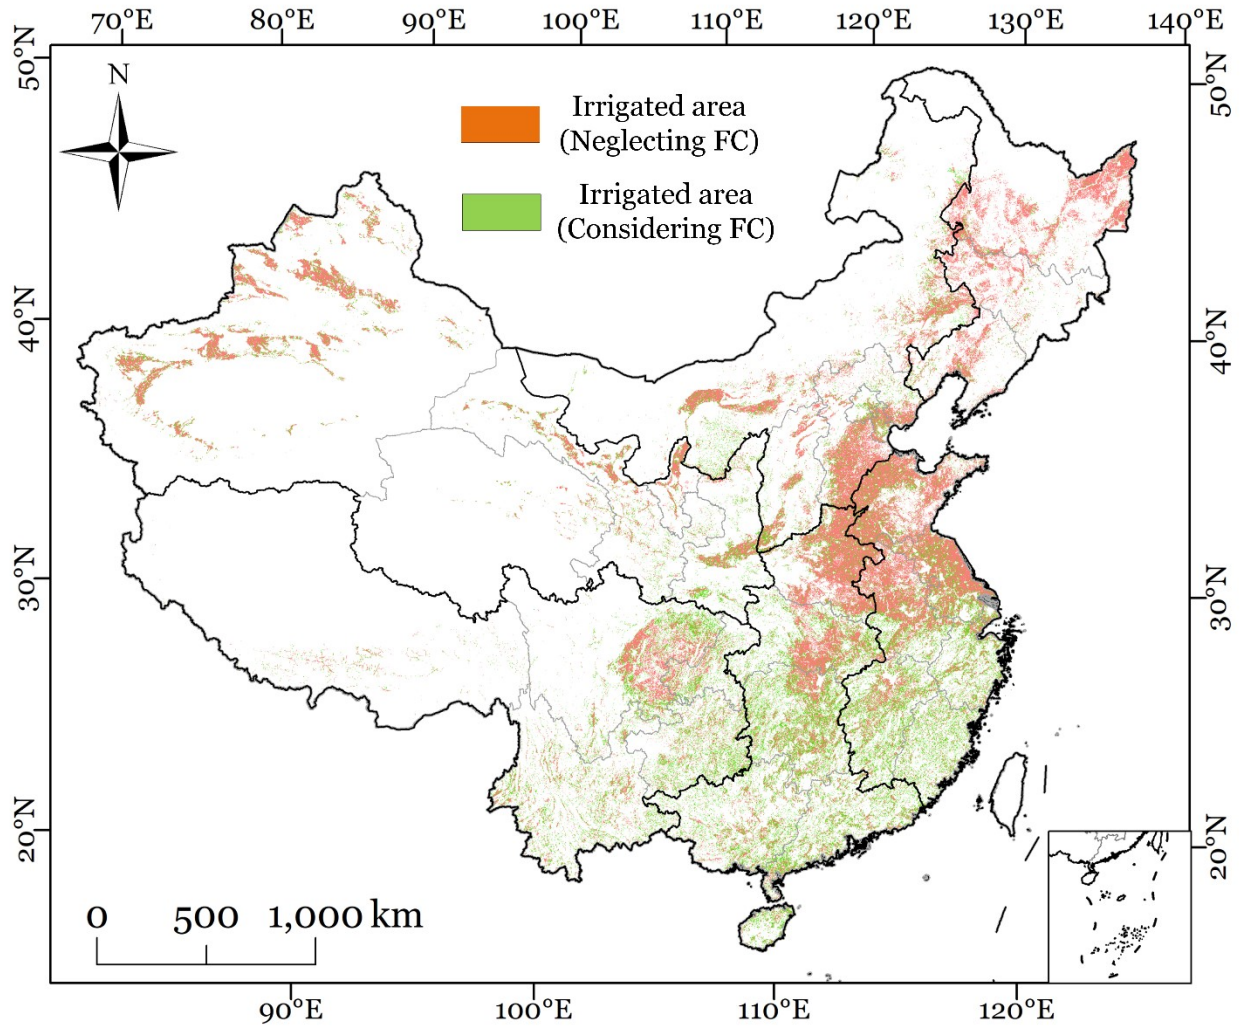 70°E 80°E 90°E 100°E 110°E 120°E 130°E 140°E
50°N
50°N
N
Irrigated area
(Neglecting FC)
Irrigated area
(Considering FC)
40°N
40°N
30°N
30°N
20°N
20°N
0 500 1,000 km
90°E 100°E 110°E 120°E